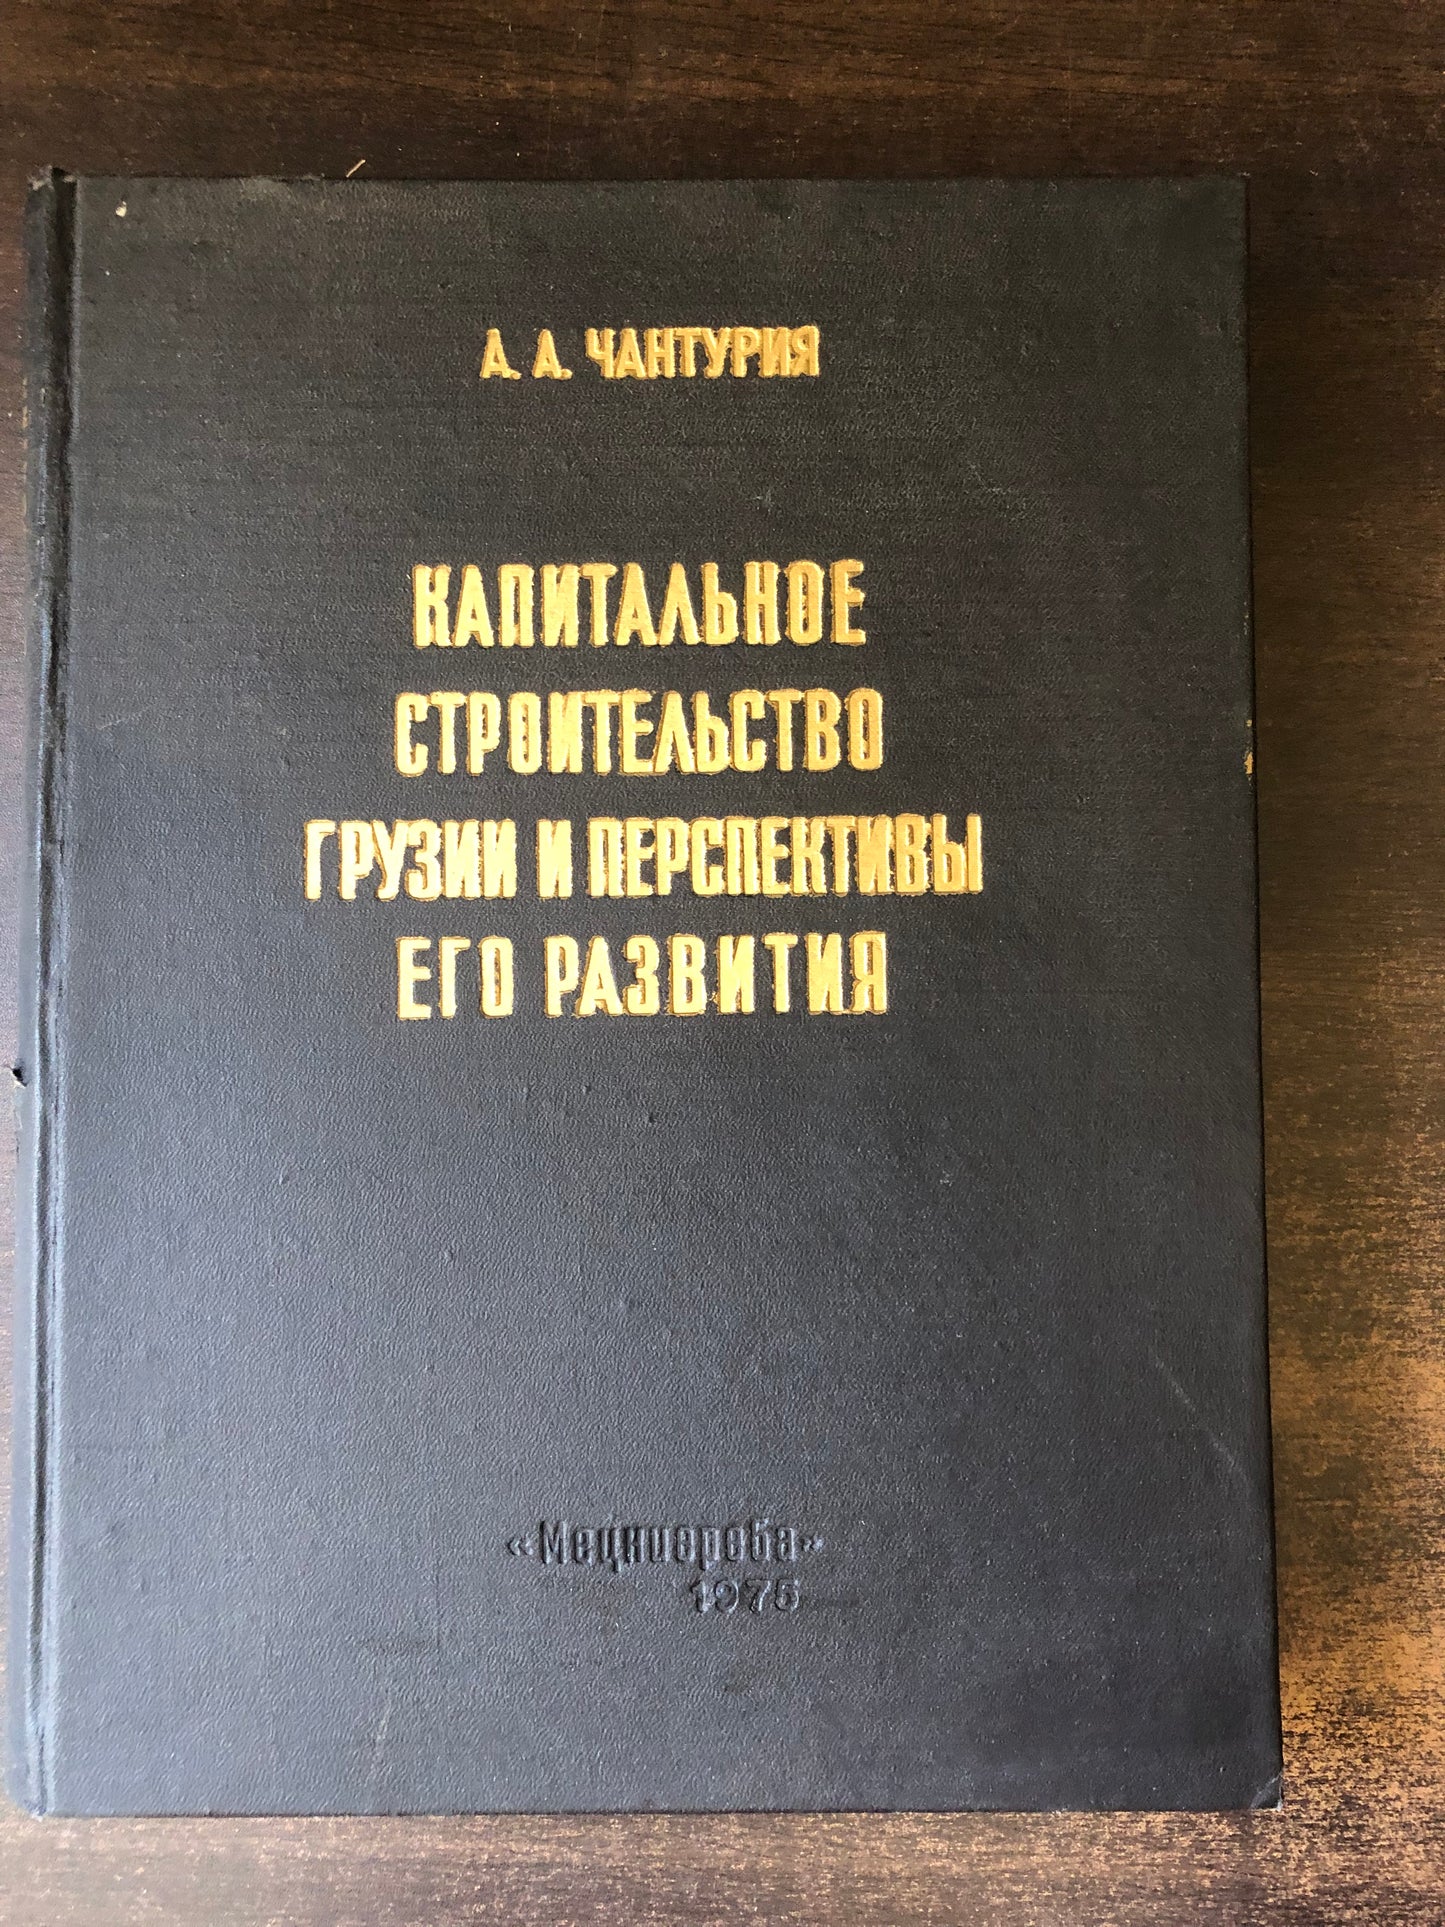 А. А. ЧАНТУРИЯ
КАПИТАЛЬНОЕ
СТРОИТЕЛЬСТВО
ГРУЗИИ И ПЕРСПЕКТИВЫ
ЕГО РАЗВИТИЯ
«Мецниереба»
1975